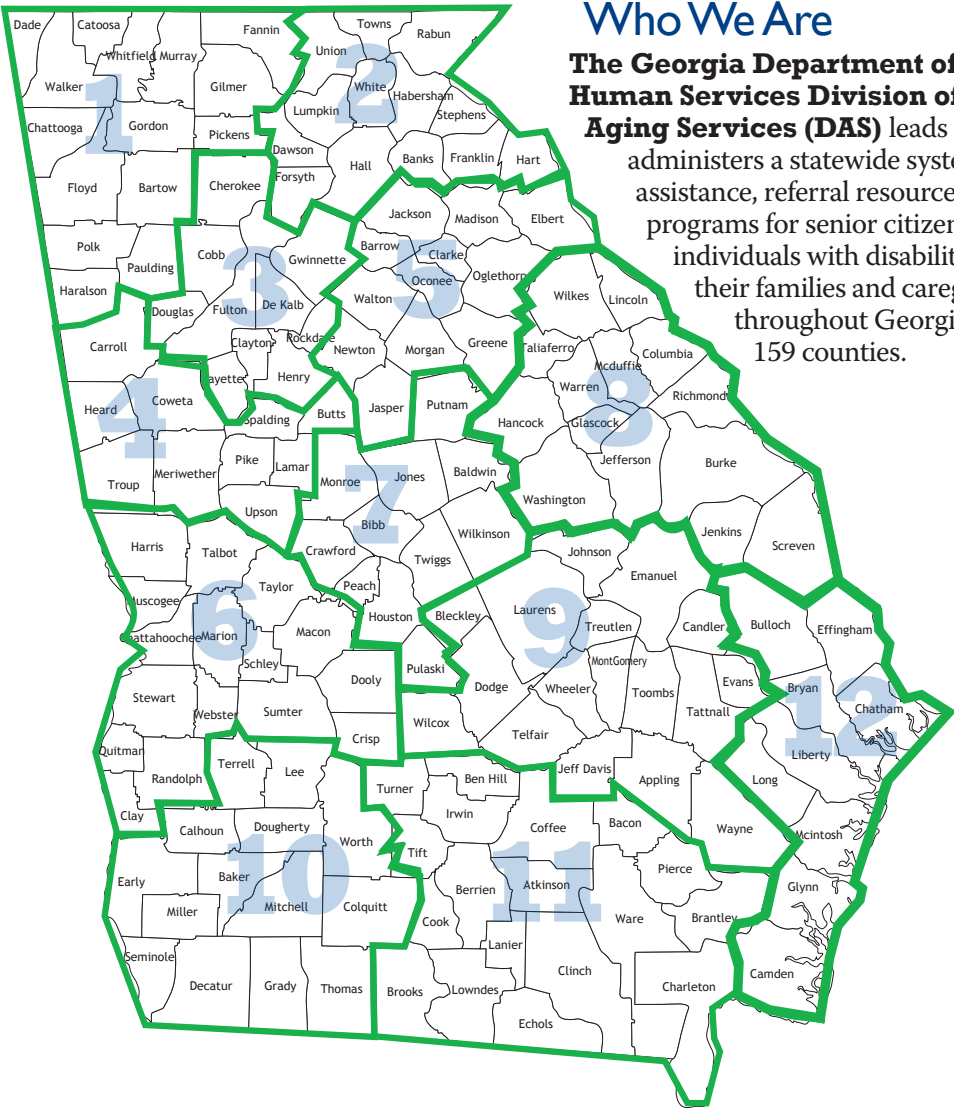 Who We Are
The Georgia Department of
Human Services Division of
Aging Services (DAS) leads
administers a statewide syste
assistance, referral resource
programs for senior citizen
individuals with disabilit
their families and careg
throughout Georgi
159 counties.
Dade
Catoosa
Fannin
Towns
Rabun
Union
Whitfield
Murray
Walker
Gilmer
White
Habersham
Lumpkin
Stephens
1
2
Chattooga
Gordon
Pickens
Dawson
Hall
Banks
Franklin
Hart
Floyd
Bartow
Cherokee
Forsyth
Jackson
Madison
Elbert
Polk
Paulding
Cobb
Gwinnette
Barrow
Clarke
Oconee
Oglethorp
3
5
Haralson
Douglas
Fulton
De Kalb
Walton
Wilkes
Lincoln
Carroll
Clayton
Rockdale
Newton
Morgan
Greene
Taliaferro
Mcduffie
Columbia
ayette
Henry
Warren
Richmond
4
Heard
Coweta
Spalding
Butts
Jasper
Putnam
Hancock
Glascock
8
Troup
Meriwether
Pike
Lamar
Monroe
Jones
Baldwin
Jefferson
Burke
7
Upson
Bibb
Washington
Wilkinson
Jenkins
Screven
Harris
Talbot
Crawford
Twiggs
Johnson
Emanuel
Muscogee
Taylor
Peach
Houston
Bleckley
Laurens
Treutlen
Candler
Bulloch
Effingham
6
9
Chattahoochee
Marion
Macon
Schley
Dooly
Pulaski
Dodge
Wheeler
MontGomery
Toombs
Evans
Bryan
Chatham
12
Stewart
Webster
Sumter
Crisp
Wilcox
Telfair
Tattnall
Liberty
Quitman
Randolph
Terrell
Lee
Turner
Ben Hill
Jeff Davis
Appling
Long
Clay
Calhoun
Dougherty
Worth
Irwin
Coffee
Bacon
Wayne
Mcintosh
10
Tift
11
Early
Baker
Mitchell
Colquitt
Berrien
Atkinson
Pierce
Glynn
Miller
Cook
Ware
Brantley
Seminole
Lanier
Decatur
Grady
Thomas
Brooks
Lowndes
Clinch
Charleton
Camden
Echols